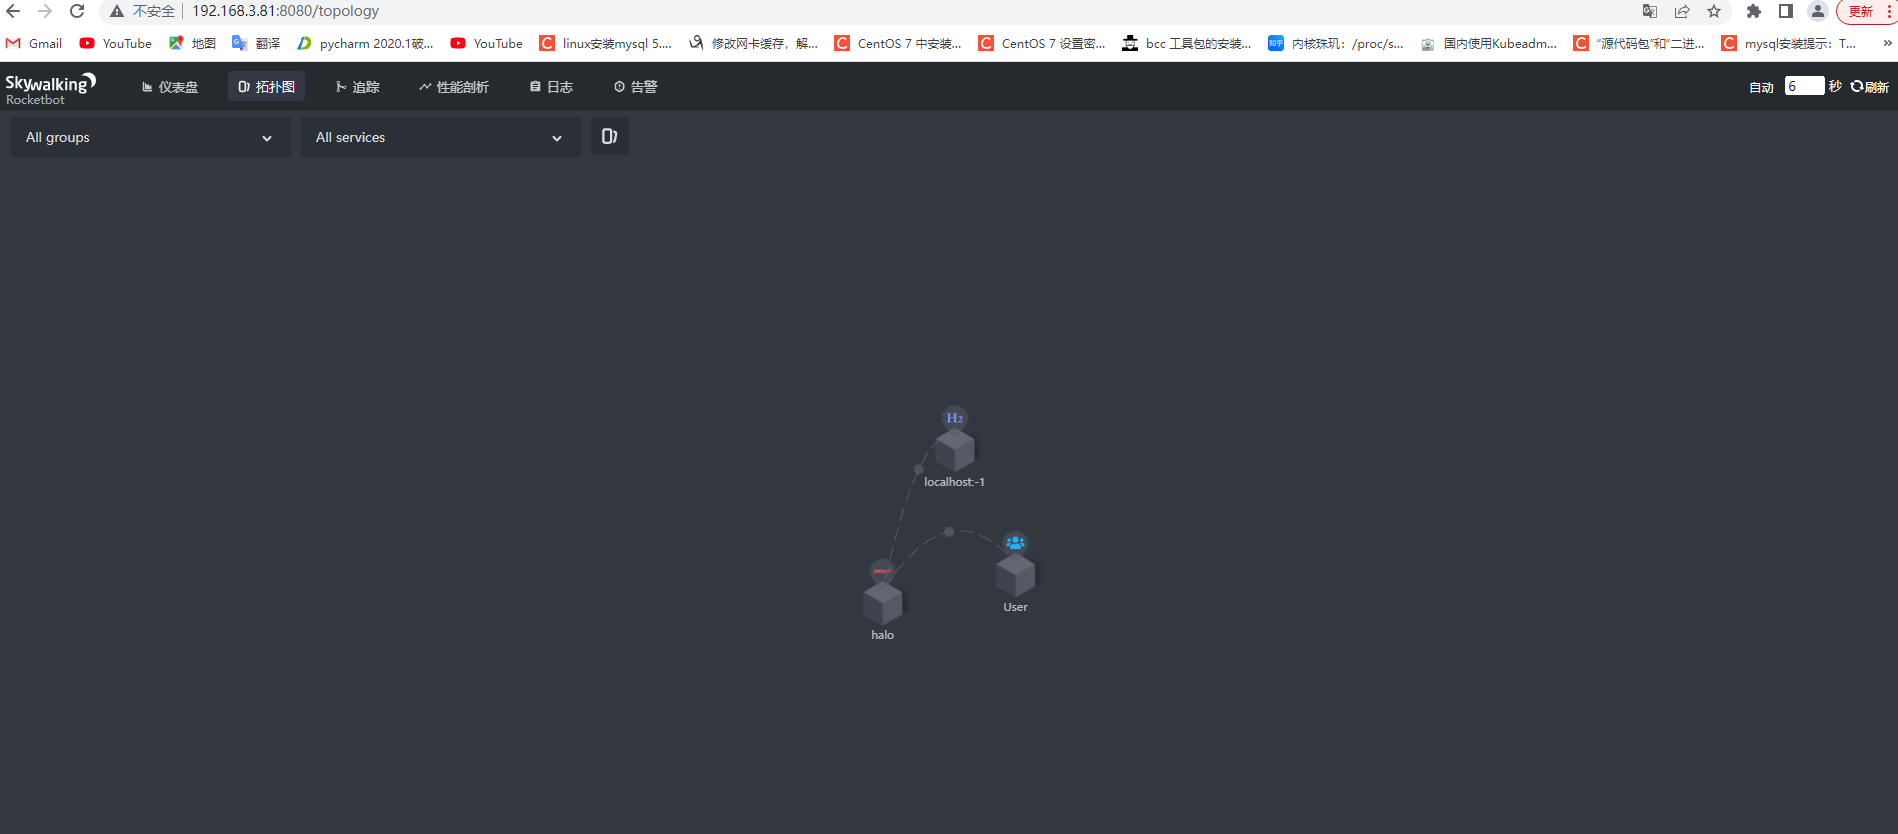 不安全 192.168.3.81:8080/topology 更新
Gmail YouTube 地图 翻译 pycharm 2020.1破... YouTube linux安装mysql 5.... 修改网卡缓存，解... CentOS 7 中安装... CentOS 7 设置密... bcc 工具包的安装... 内核珠玑：/proc/s... 国内使用Kubeadm... “源代码包”和“二进... mysql安装提示：T... »
Skywalking
Rocketbot
仪表盘 拓扑图 追踪 性能剖析 日志 告警 自动 6 秒 刷新
All groups All services
H2
localhost:-1
User
halo